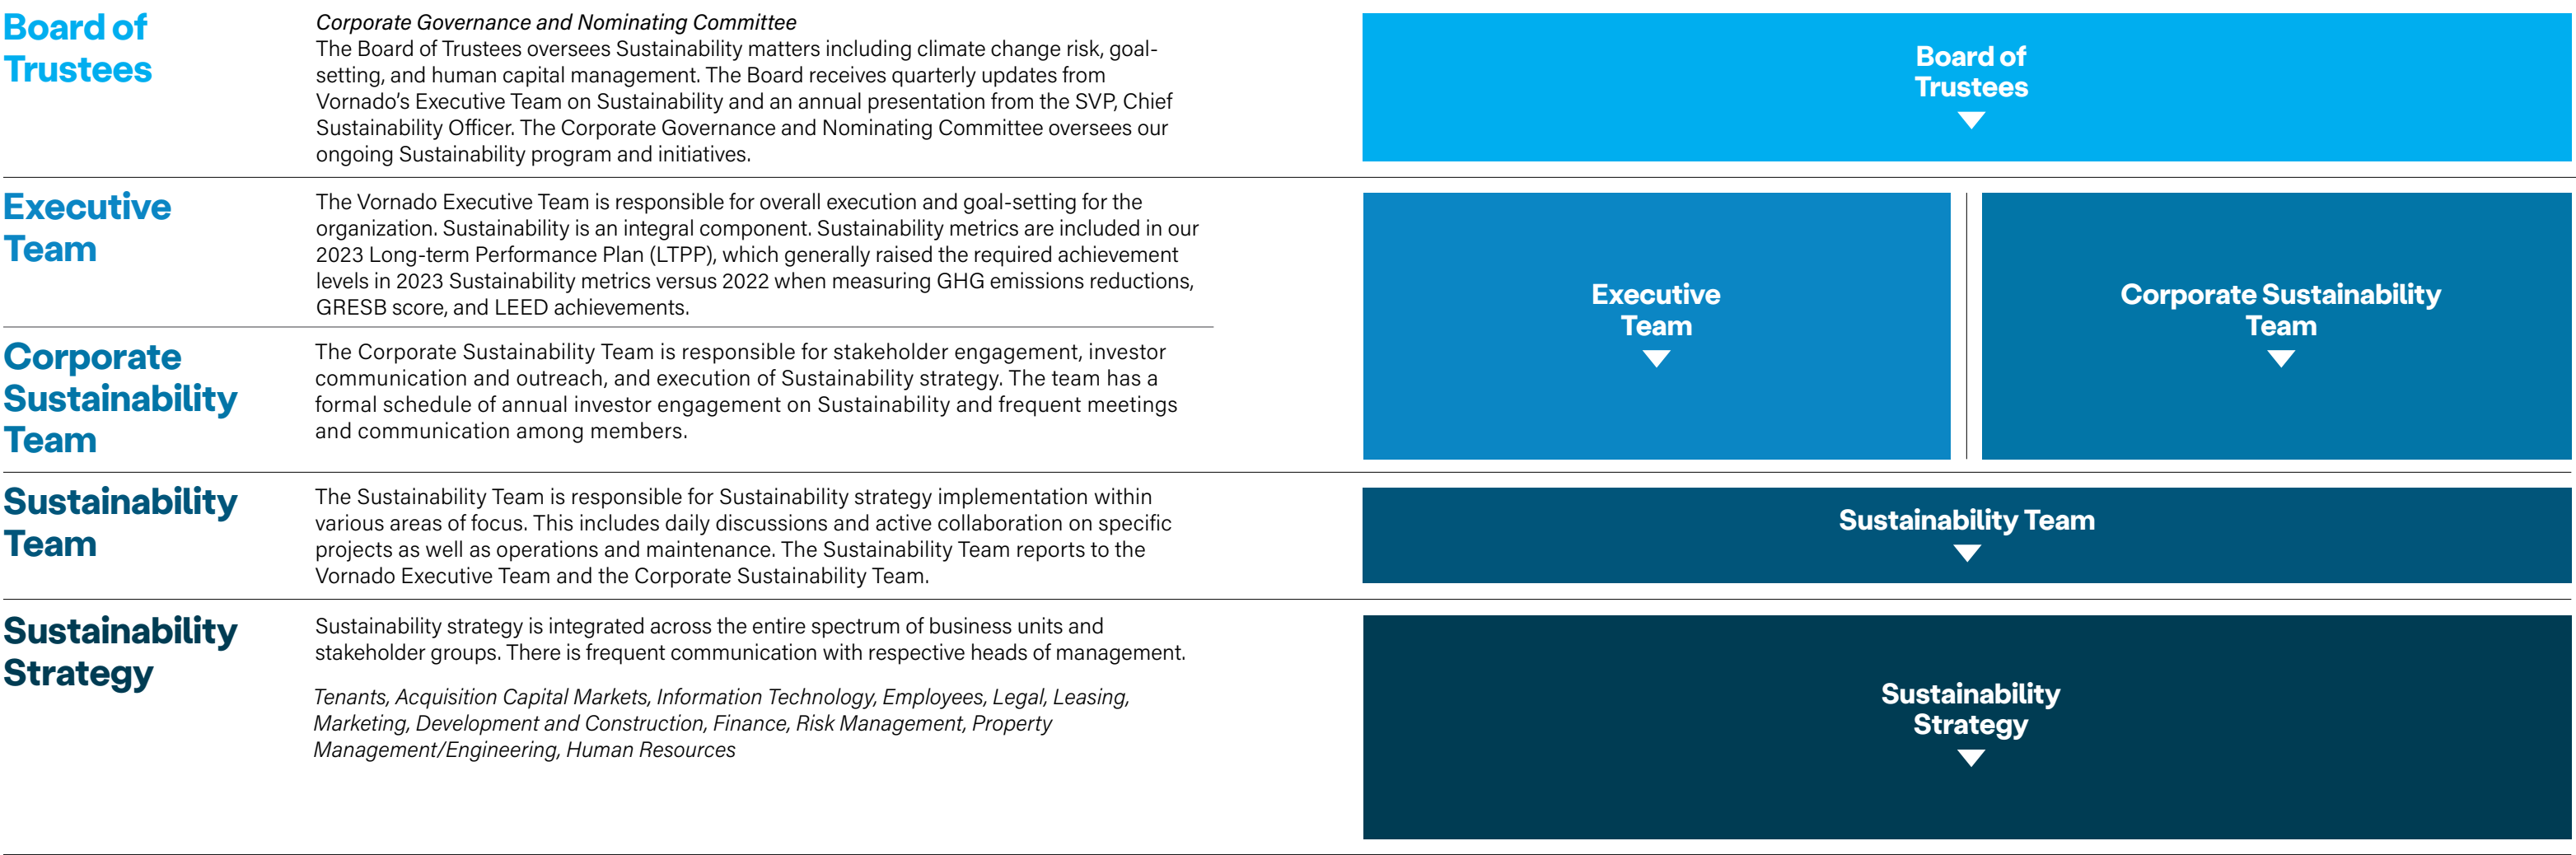 Board of
Trustees
Corporate Governance and Nominating Committee
The Board of Trustees oversees Sustainability matters including climate change risk, goal-
setting, and human capital management. The Board receives quarterly updates from
Vornado’s Executive Team on Sustainability and an annual presentation from the SVP, Chief
Sustainability Officer. The Corporate Governance and Nominating Committee oversees our
ongoing Sustainability program and initiatives.
Board of
Trustees
Executive
Team
The Vornado Executive Team is responsible for overall execution and goal-setting for the
organization. Sustainability is an integral component. Sustainability metrics are included in our
2023 Long-term Performance Plan (LTPP), which generally raised the required achievement
levels in 2023 Sustainability metrics versus 2022 when measuring GHG emissions reductions,
GRESB score, and LEED achievements.
Corporate
Sustainability
Team
The Corporate Sustainability Team is responsible for stakeholder engagement, investor
communication and outreach, and execution of Sustainability strategy. The team has a
formal schedule of annual investor engagement on Sustainability and frequent meetings
and communication among members.
Executive
Team
Corporate Sustainability
Team
Sustainability
Team
The Sustainability Team is responsible for Sustainability strategy implementation within
various areas of focus. This includes daily discussions and active collaboration on specific
projects as well as operations and maintenance. The Sustainability Team reports to the
Vornado Executive Team and the Corporate Sustainability Team.
Sustainability Team
Sustainability
Strategy
Sustainability strategy is integrated across the entire spectrum of business units and
stakeholder groups. There is frequent communication with respective heads of management.
Tenants, Acquisition Capital Markets, Information Technology, Employees, Legal, Leasing,
Marketing, Development and Construction, Finance, Risk Management, Property
Management/Engineering, Human Resources
Sustainability
Strategy